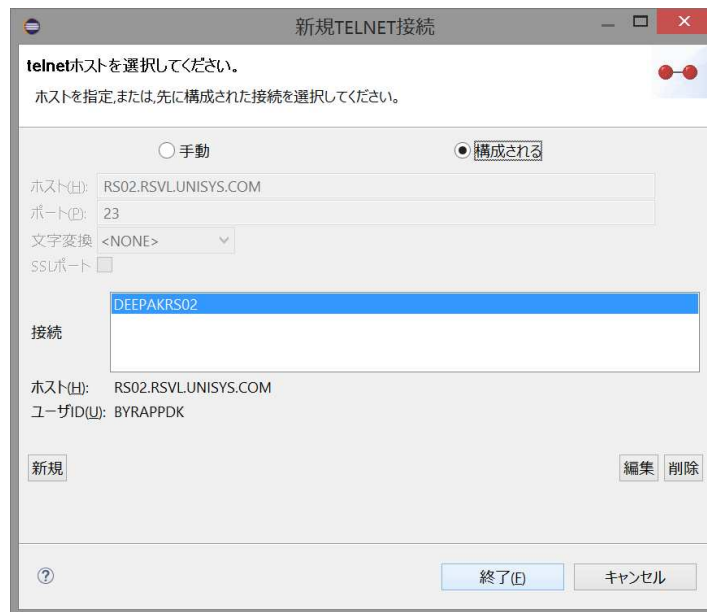 新規TELNET接続
telnetホストを選択してください。
ホストを指定,または,先に構成された接続を選択してください。
手動 構成される
ホスト(H): RS02.RSVL.UNISYS.COM
ポート(P): 23
文字変換 <NONE>
SSLポート
DEEPAKRS02
接続
ホスト(H): RS02.RSVL.UNISYS.COM
ユーザID(U): BYRAPPDK
新規 編集 削除
終了(F) キャンセル